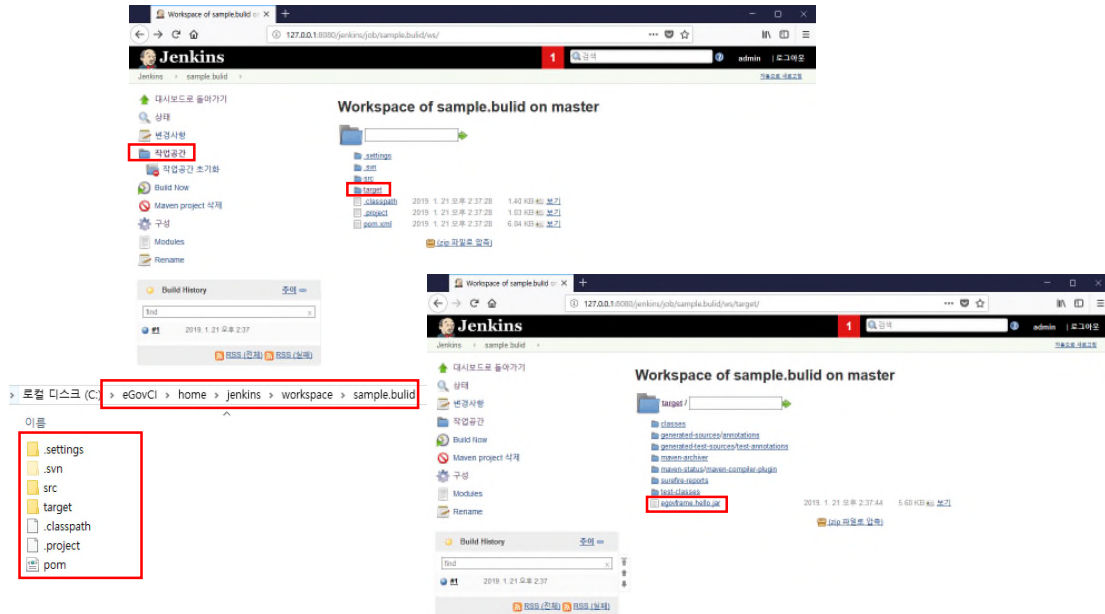 Workspace of sample.bulid on
127.0.0.1:8080/jenkins/job/sample.bulid/ws/
Jenkins
1
검색
admin
| 로그아웃
Jenkins > sample.bulid >
대시보드로 돌아가기
상태
변경사항
작업공간
작업공간 초기화
Build Now
Maven project 삭제
구성
Modules
Rename
Build History
find
x
#1 2019. 1. 21 오후 2:37
RSS (전체) RSS (실패)
Workspace of sample.bulid on master
.settings
.svn
src
target
.classpath 2019. 1. 21 오후 2:37:28 1.40 KB 보기
.project 2019. 1. 21 오후 2:37:28 1.03 KB 보기
pom.xml 2019. 1. 21 오후 2:37:28 6.04 KB 보기
(zip 파일로 압축)
> 로컬 디스크 (C:) > eGovCI > home > jenkins > workspace > sample.bulid
이름
.settings
.svn
src
target
.classpath
.project
pom
Workspace of sample.bulid on
127.0.0.1:8080/jenkins/job/sample.bulid/ws/target/
Jenkins
1
검색
admin
| 로그아웃
Jenkins > sample.bulid >
대시보드로 돌아가기
상태
변경사항
작업공간
Build Now
Maven project 삭제
구성
Modules
Rename
Build History
find
x
#1 2019. 1. 21 오후 2:37
RSS (전체) RSS (실패)
Workspace of sample.bulid on master
target /
classes
generated-sources/annotations
generated-test-sources/test-annotations
maven-archiver
maven-status/maven-compiler-plugin
surefire-reports
test-classes
egovframe.hello.jar 2019. 1. 21 오후 2:37:44 5.60 KB 보기
(zip 파일로 압축)